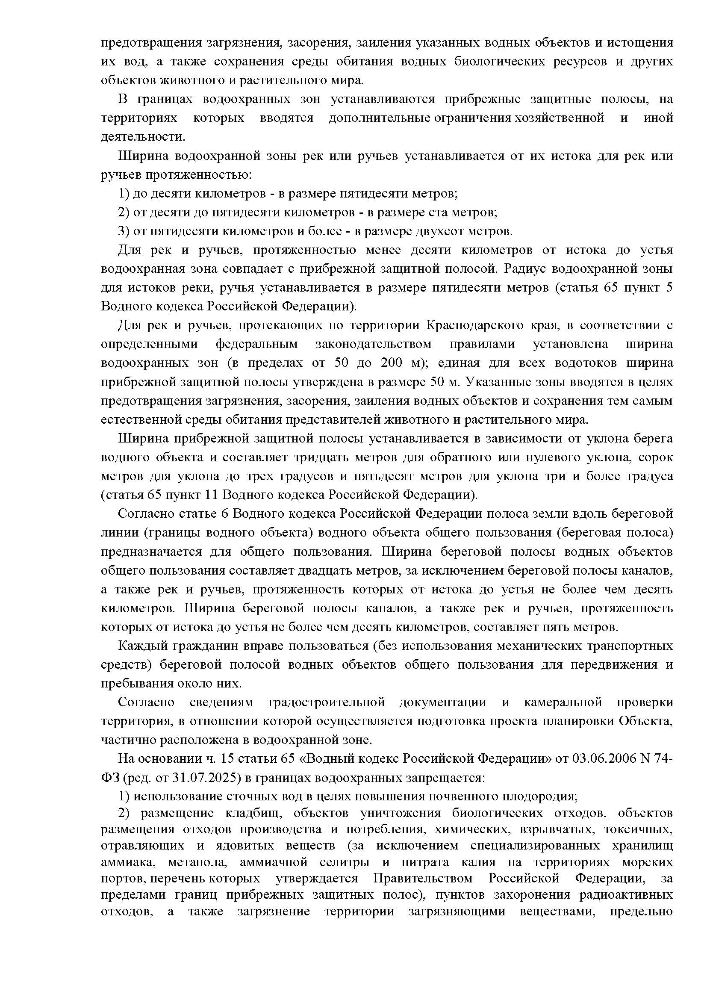 предотвращения загрязнения, засорения, заиления указанных водных объектов и истощения
их вод, а также сохранения среды обитания водных биологических ресурсов и других
объектов животного и растительного мира.
В границах водоохранных зон устанавливаются прибрежные защитные полосы, на
территориях которых вводятся дополнительные ограничения хозяйственной и иной
деятельности.
Ширина водоохранной зоны рек или ручьев устанавливается от их истока для рек или
ручьев протяженностью:
1) до десяти километров - в размере пятидесяти метров;
2) от десяти до пятидесяти километров - в размере ста метров;
3) от пятидесяти километров и более - в размере двухсот метров.
Для рек и ручьев, протяженностью менее десяти километров от истока до устья
водоохранная зона совпадает с прибрежной защитной полосой. Радиус водоохранной зоны
для истоков реки, ручья устанавливается в размере пятидесяти метров (статья 65 пункт 5
Водного кодекса Российской Федерации).
Для рек и ручьев, протекающих по территории Краснодарского края, в соответствии с
определенными федеральным законодательством правилами установлена ширина
водоохранных зон (в пределах от 50 до 200 м); единая для всех водотоков ширина
прибрежной защитной полосы утверждена в размере 50 м. Указанные зоны вводятся в целях
предотвращения загрязнения, засорения, заиления водных объектов и сохранения тем самым
естественной среды обитания представителей животного и растительного мира.
Ширина прибрежной защитной полосы устанавливается в зависимости от уклона берега
водного объекта и составляет тридцать метров для обратного или нулевого уклона, сорок
метров для уклона до трех градусов и пятьдесят метров для уклона три и более градуса
(статья 65 пункт 11 Водного кодекса Российской Федерации).
Согласно статье 6 Водного кодекса Российской Федерации полоса земли вдоль береговой
линии (границы водного объекта) водного объекта общего пользования (береговая полоса)
предназначается для общего пользования. Ширина береговой полосы водных объектов
общего пользования составляет двадцать метров, за исключением береговой полосы каналов,
а также рек и ручьев, протяженность которых от истока до устья не более чем десять
километров. Ширина береговой полосы каналов, а также рек и ручьев, протяженность
которых от истока до устья не более чем десять километров, составляет пять метров.
Каждый гражданин вправе пользоваться (без использования механических транспортных
средств) береговой полосой водных объектов общего пользования для передвижения и
пребывания около них.
Согласно сведениям градостроительной документации и камеральной проверки
территория, в отношении которой осуществляется подготовка проекта планировки Объекта,
частично расположена в водоохранной зоне.
На основании ч. 15 статьи 65 «Водный кодекс Российской Федерации» от 03.06.2006 N 74-
ФЗ (ред. от 31.07.2025) в границах водоохранных запрещается:
1) использование сточных вод в целях повышения почвенного плодородия;
2) размещение кладбищ, объектов уничтожения биологических отходов, объектов
размещения отходов производства и потребления, химических, взрывчатых, токсичных,
отравляющих и ядовитых веществ (за исключением специализированных хранилищ
аммиака, метанола, аммиачной селитры и нитрата калия на территориях морских
портов, перечень которых утверждается Правительством Российской Федерации, за
пределами границ прибрежных защитных полос), пунктов захоронения радиоактивных
отходов, а также загрязнение территории загрязняющими веществами, предельно